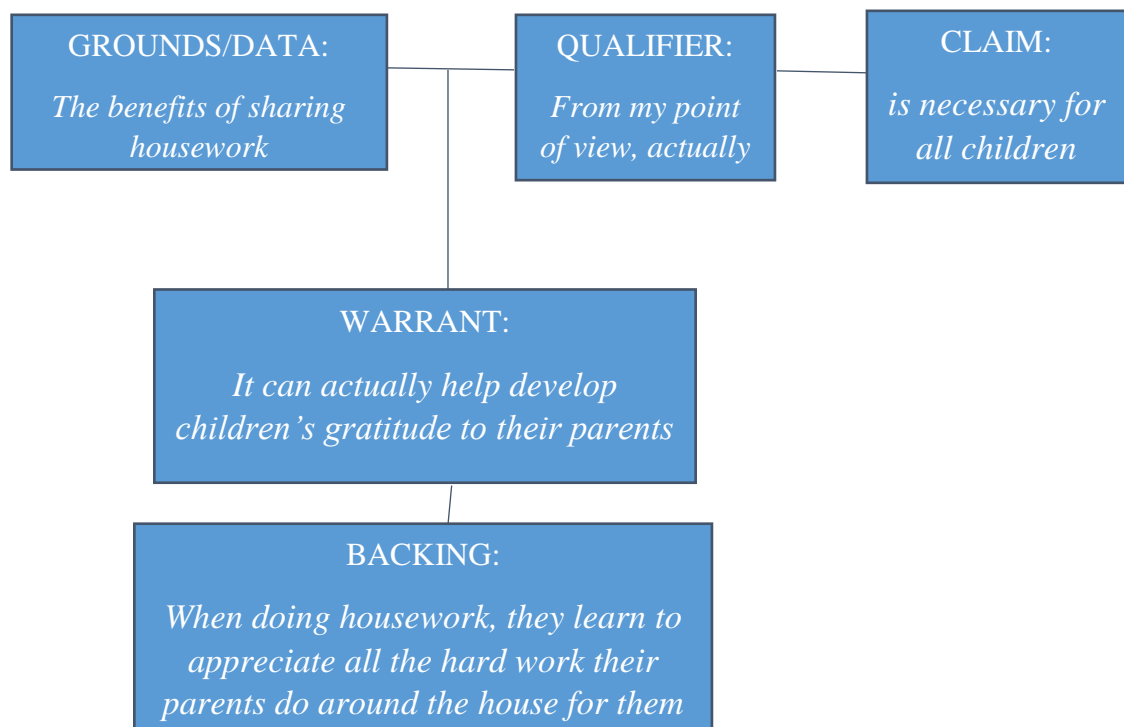 GROUNDS/DATA:
The benefits of sharing
housework
QUALIFIER:
From my point
of view, actually
CLAIM:
is necessary for
all children
WARRANT:
It can actually help develop
children’s gratitude to their parents
BACKING:
When doing housework, they learn to
appreciate all the hard work their
parents do around the house for them